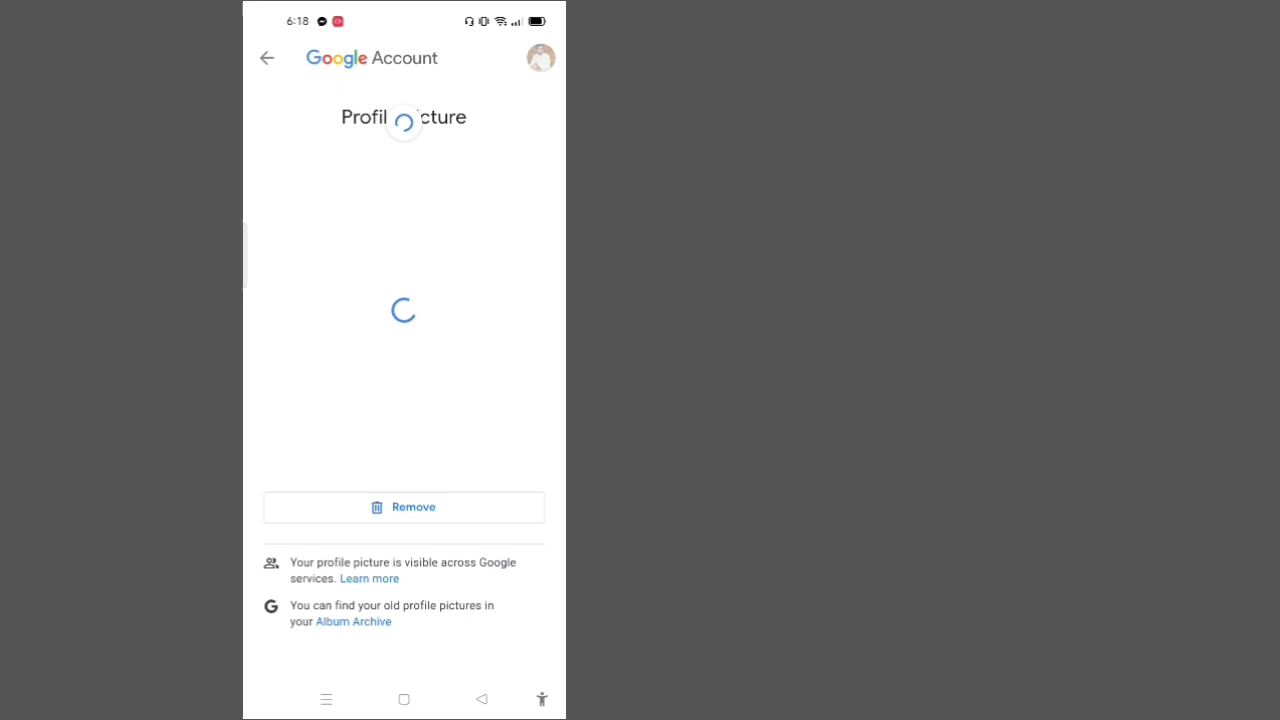 6:18
Google Account
Profil cture
Remove
Your profile picture is visible across Google
services. Learn more
G You can find your old profile pictures in
your Album Archive